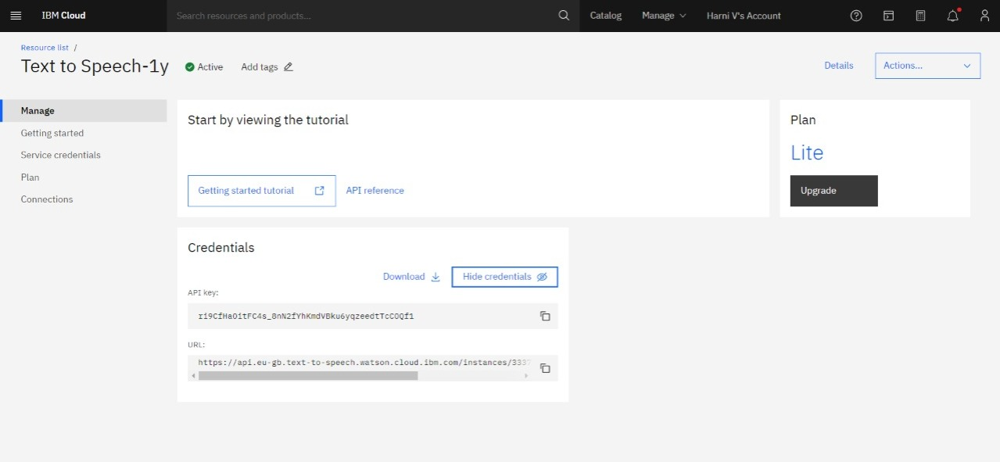 IBM Cloud
Search resources and products...
Catalog
Manage
Harni V's Account
Resource list /
Text to Speech-1y
Active
Add tags
Details
Actions...
Manage
Getting started
Service credentials
Plan
Connections
Start by viewing the tutorial
Getting started tutorial
API reference
Plan
Lite
Upgrade
Credentials
Download
Hide credentials
API key:
ri9CfHaOitFC4s_8nN2fYhKmdVBku6yqzeedtTcCOQf1
URL:
https://api.eu-gb.text-to-speech.watson.cloud.ibm.com/instances/3337